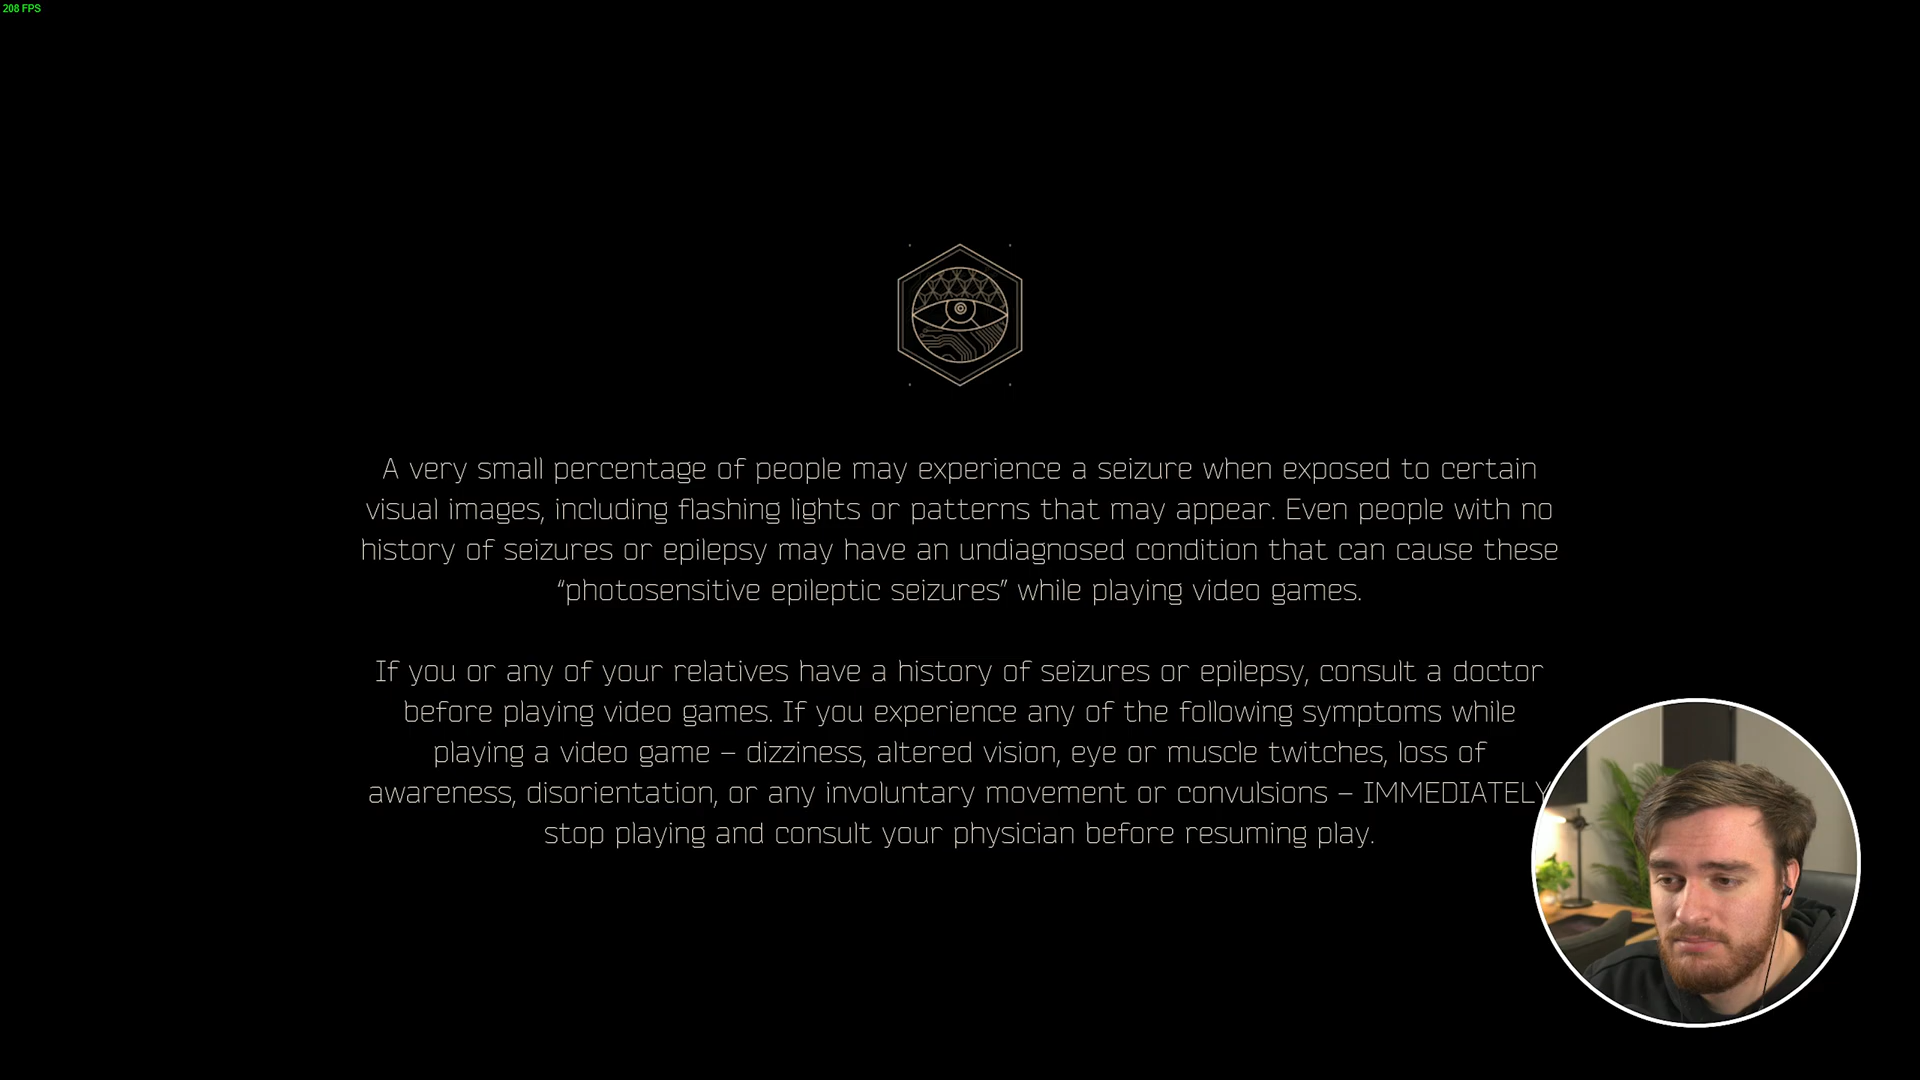 208 FPS
A very small percentage of people may experience a seizure when exposed to certain
visual images, including flashing lights or patterns that may appear. Even people with no
history of seizures or epilepsy may have an undiagnosed condition that can cause these
“photosensitive epileptic seizures” while playing video games.
If you or any of your relatives have a history of seizures or epilepsy, consult a doctor
before playing video games. If you experience any of the following symptoms while
playing a video game – dizziness, altered vision, eye or muscle twitches, loss of
awareness, disorientation, or any involuntary movement or convulsions – IMMEDIATELY
stop playing and consult your physician before resuming play.